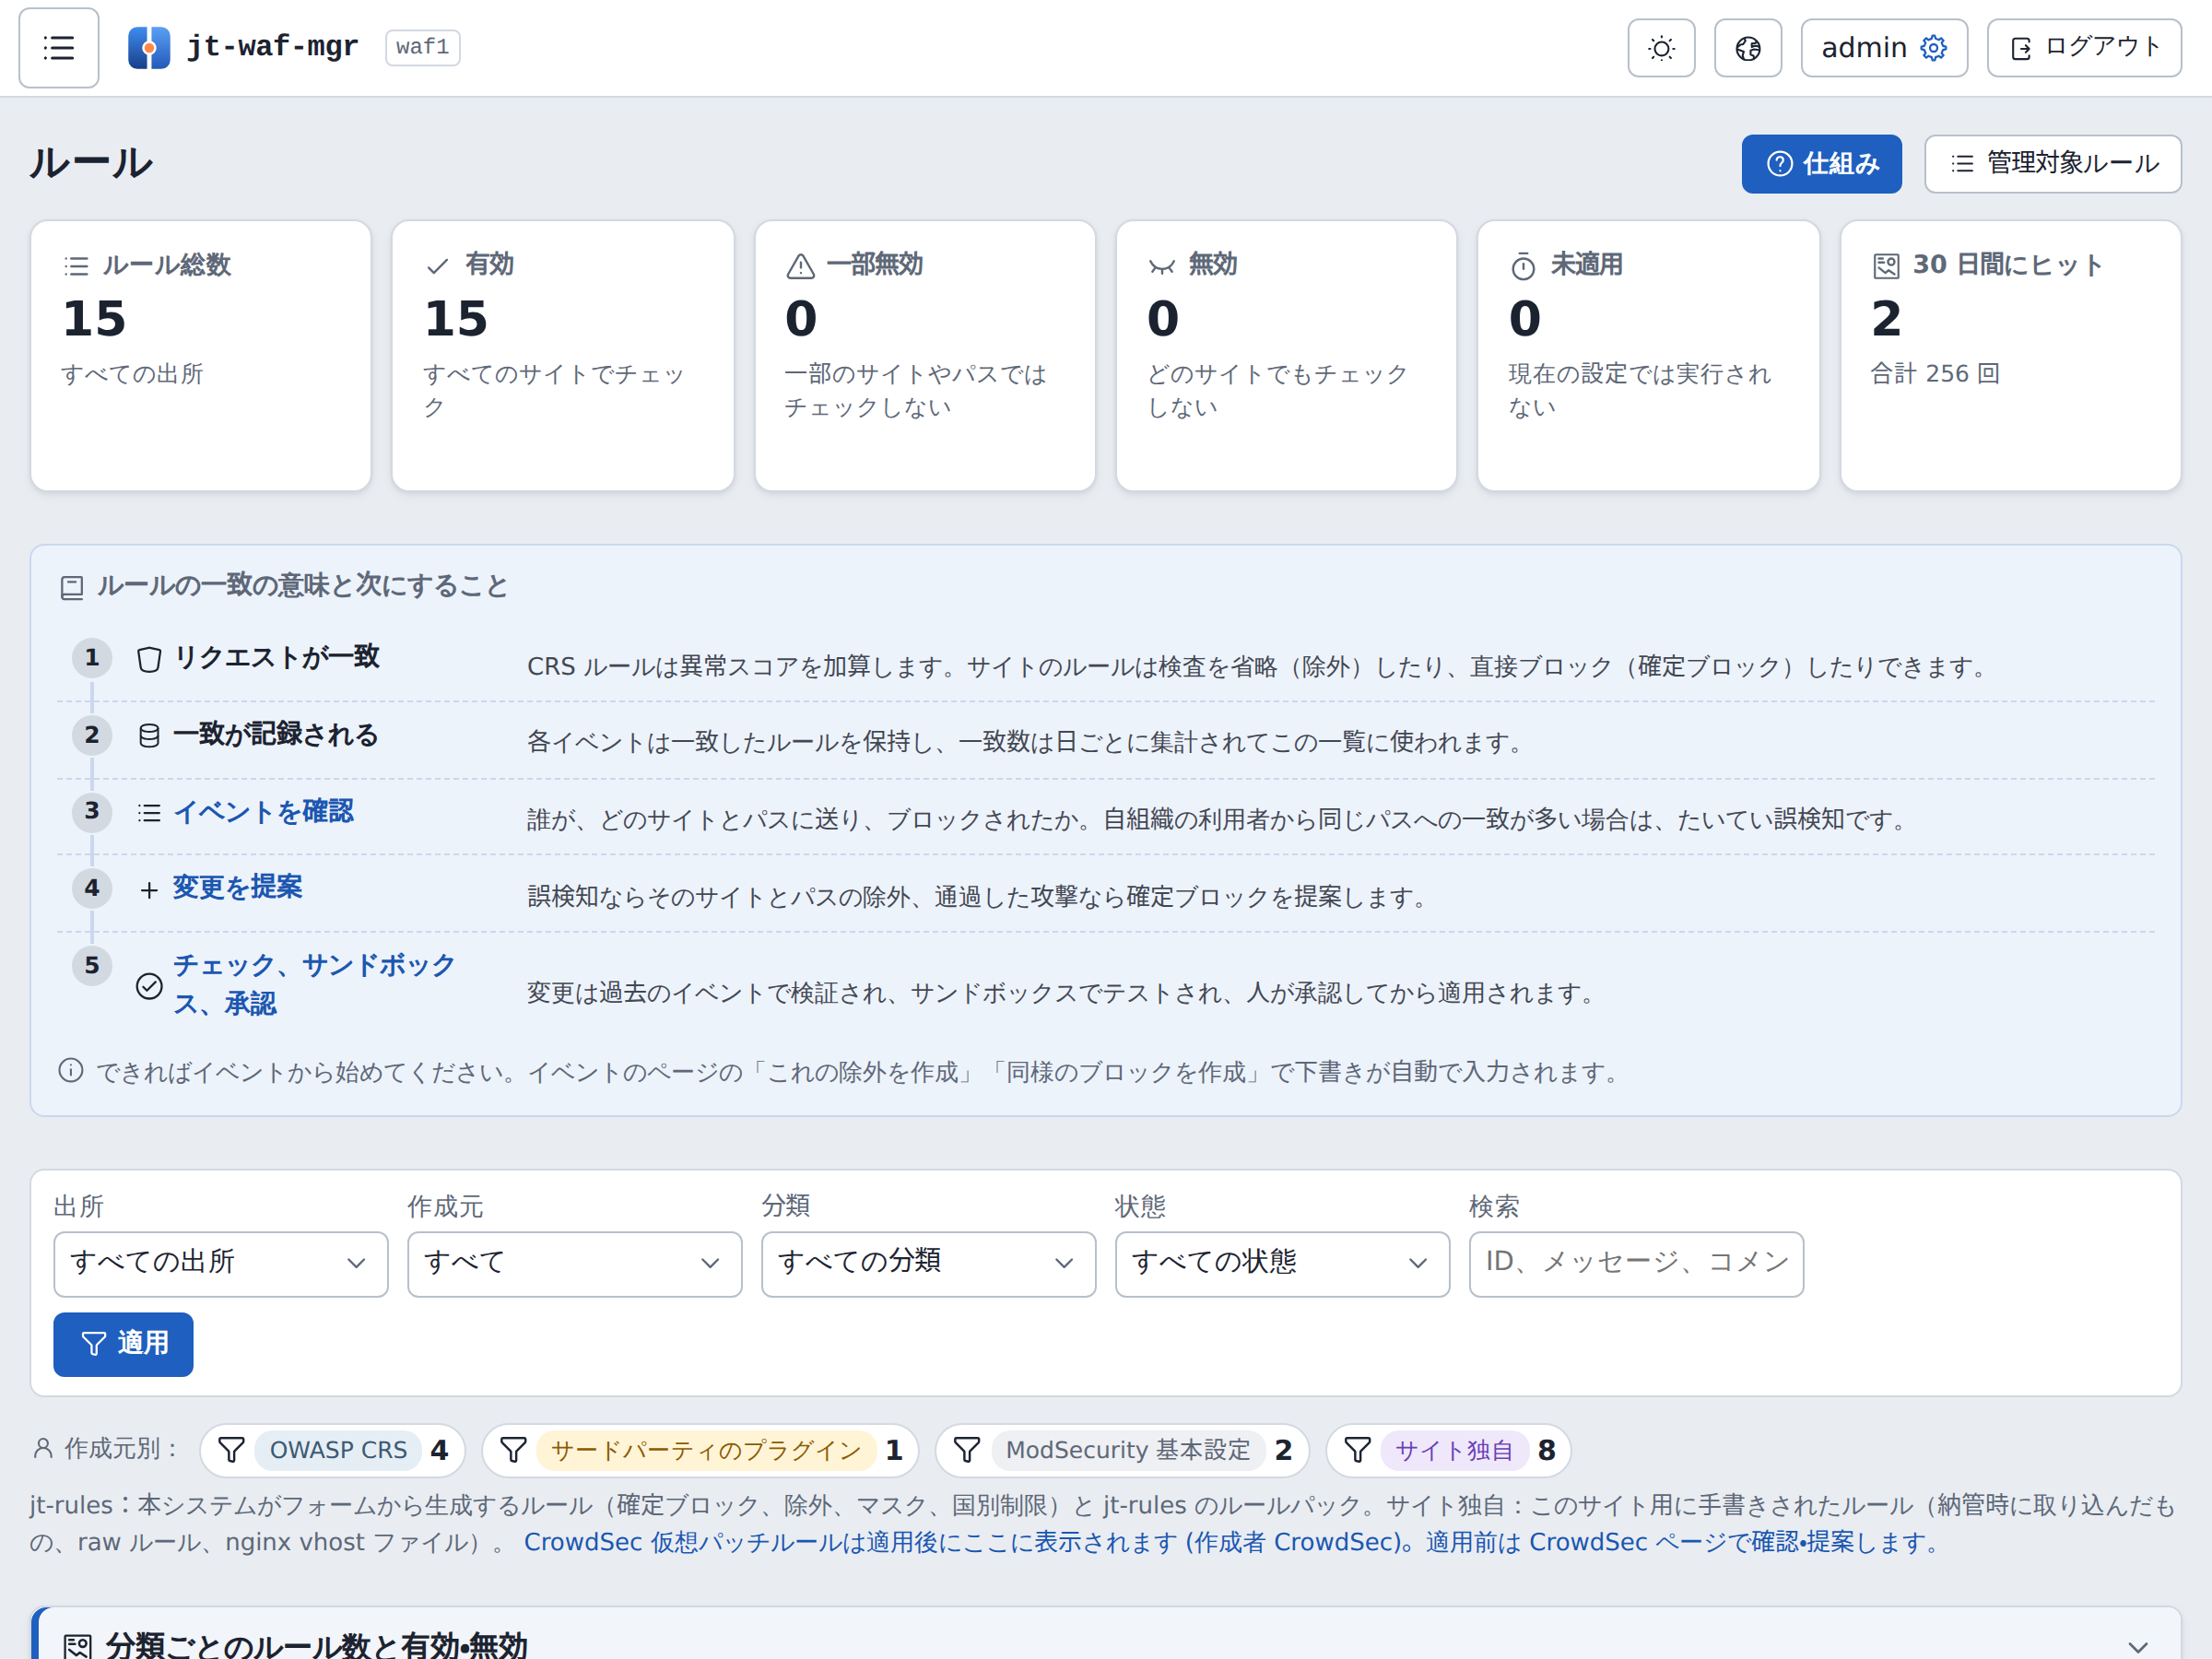 jt-waf-mgr waf1 admin ログアウト
ルール 仕組み 管理対象ルール
ルール総数
15
すべての出所
有効
15
すべてのサイトでチェッ
ク
一部無効
0
一部のサイトやパスでは
チェックしない
無効
0
どのサイトでもチェック
しない
未適用
0
現在の設定では実行され
ない
30 日間にヒット
2
合計 256 回
ルールの一致の意味と次にすること
1 リクエストが一致 CRS ルールは異常スコアを加算します。サイトのルールは検査を省略（除外）したり、直接ブロック（確定ブロック）したりできます。
2 一致が記録される 各イベントは一致したルールを保持し、一致数は日ごとに集計されてこの一覧に使われます。
3 イベントを確認 誰が、どのサイトとパスに送り、ブロックされたか。自組織の利用者から同じパスへの一致が多い場合は、たいてい誤検知です。
4 変更を提案 誤検知ならそのサイトとパスの除外、通過した攻撃なら確定ブロックを提案します。
5 チェック、サンドボック
ス、承認 変更は過去のイベントで検証され、サンドボックスでテストされ、人が承認してから適用されます。
できればイベントから始めてください。イベントのページの「これの除外を作成」「同様のブロックを作成」で下書きが自動で入力されます。
出所 作成元 分類 状態 検索
すべての出所 すべて すべての分類 すべての状態 ID、メッセージ、コメン
適用
作成元別： OWASP CRS 4 サードパーティのプラグイン 1 ModSecurity 基本設定 2 サイト独自 8
jt-rules：本システムがフォームから生成するルール（確定ブロック、除外、マスク、国別制限）と jt-rules のルールパック。サイト独自：このサイト用に手書きされたルール（納管時に取り込んだも
の、raw ルール、nginx vhost ファイル）。 CrowdSec 仮想パッチルールは適用後にここに表示されます (作成者 CrowdSec)。適用前は CrowdSec ページで確認・提案します。
分類ごとのルール数と有効・無効